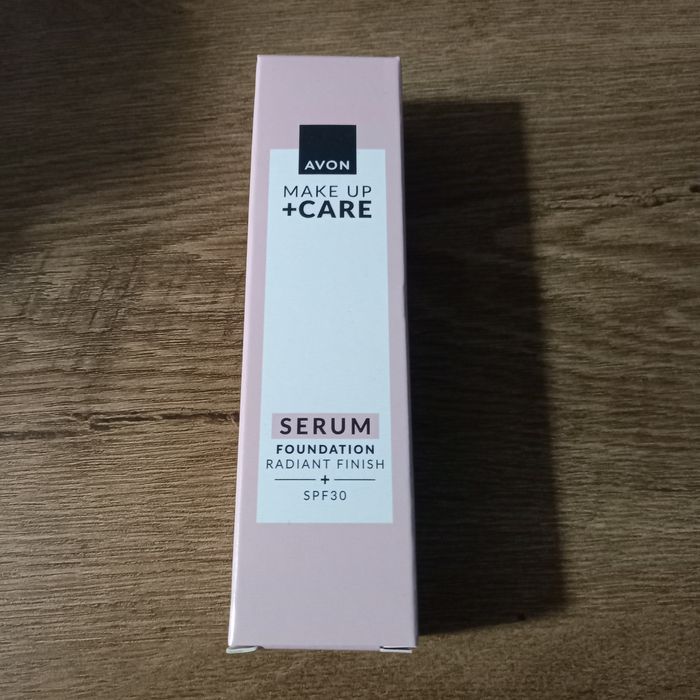 AVON
MAKE UP
+CARE
SERUM
FOUNDATION
RADIANT FINISH
+
SPF30